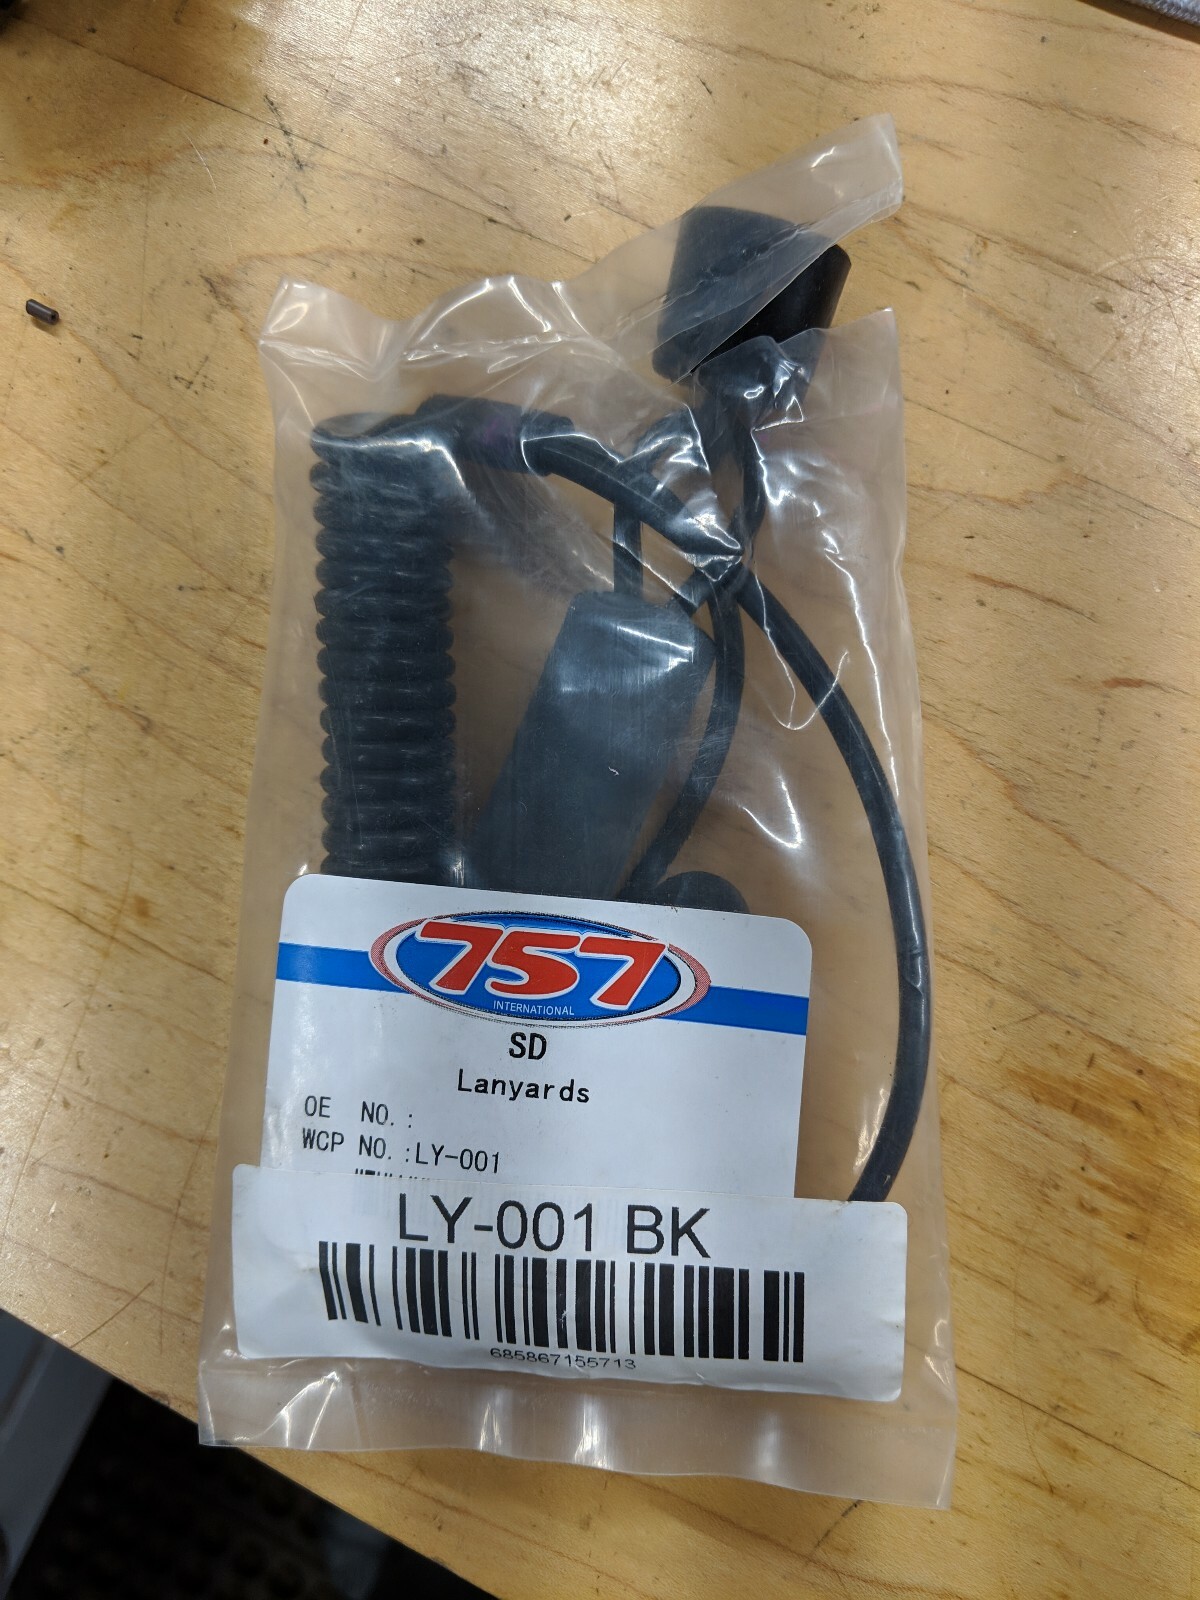 757
INTERNATIONAL
SD
Lanyards
OE NO.:
WCP NO.:LY-001
LY-001 BK
685867155713